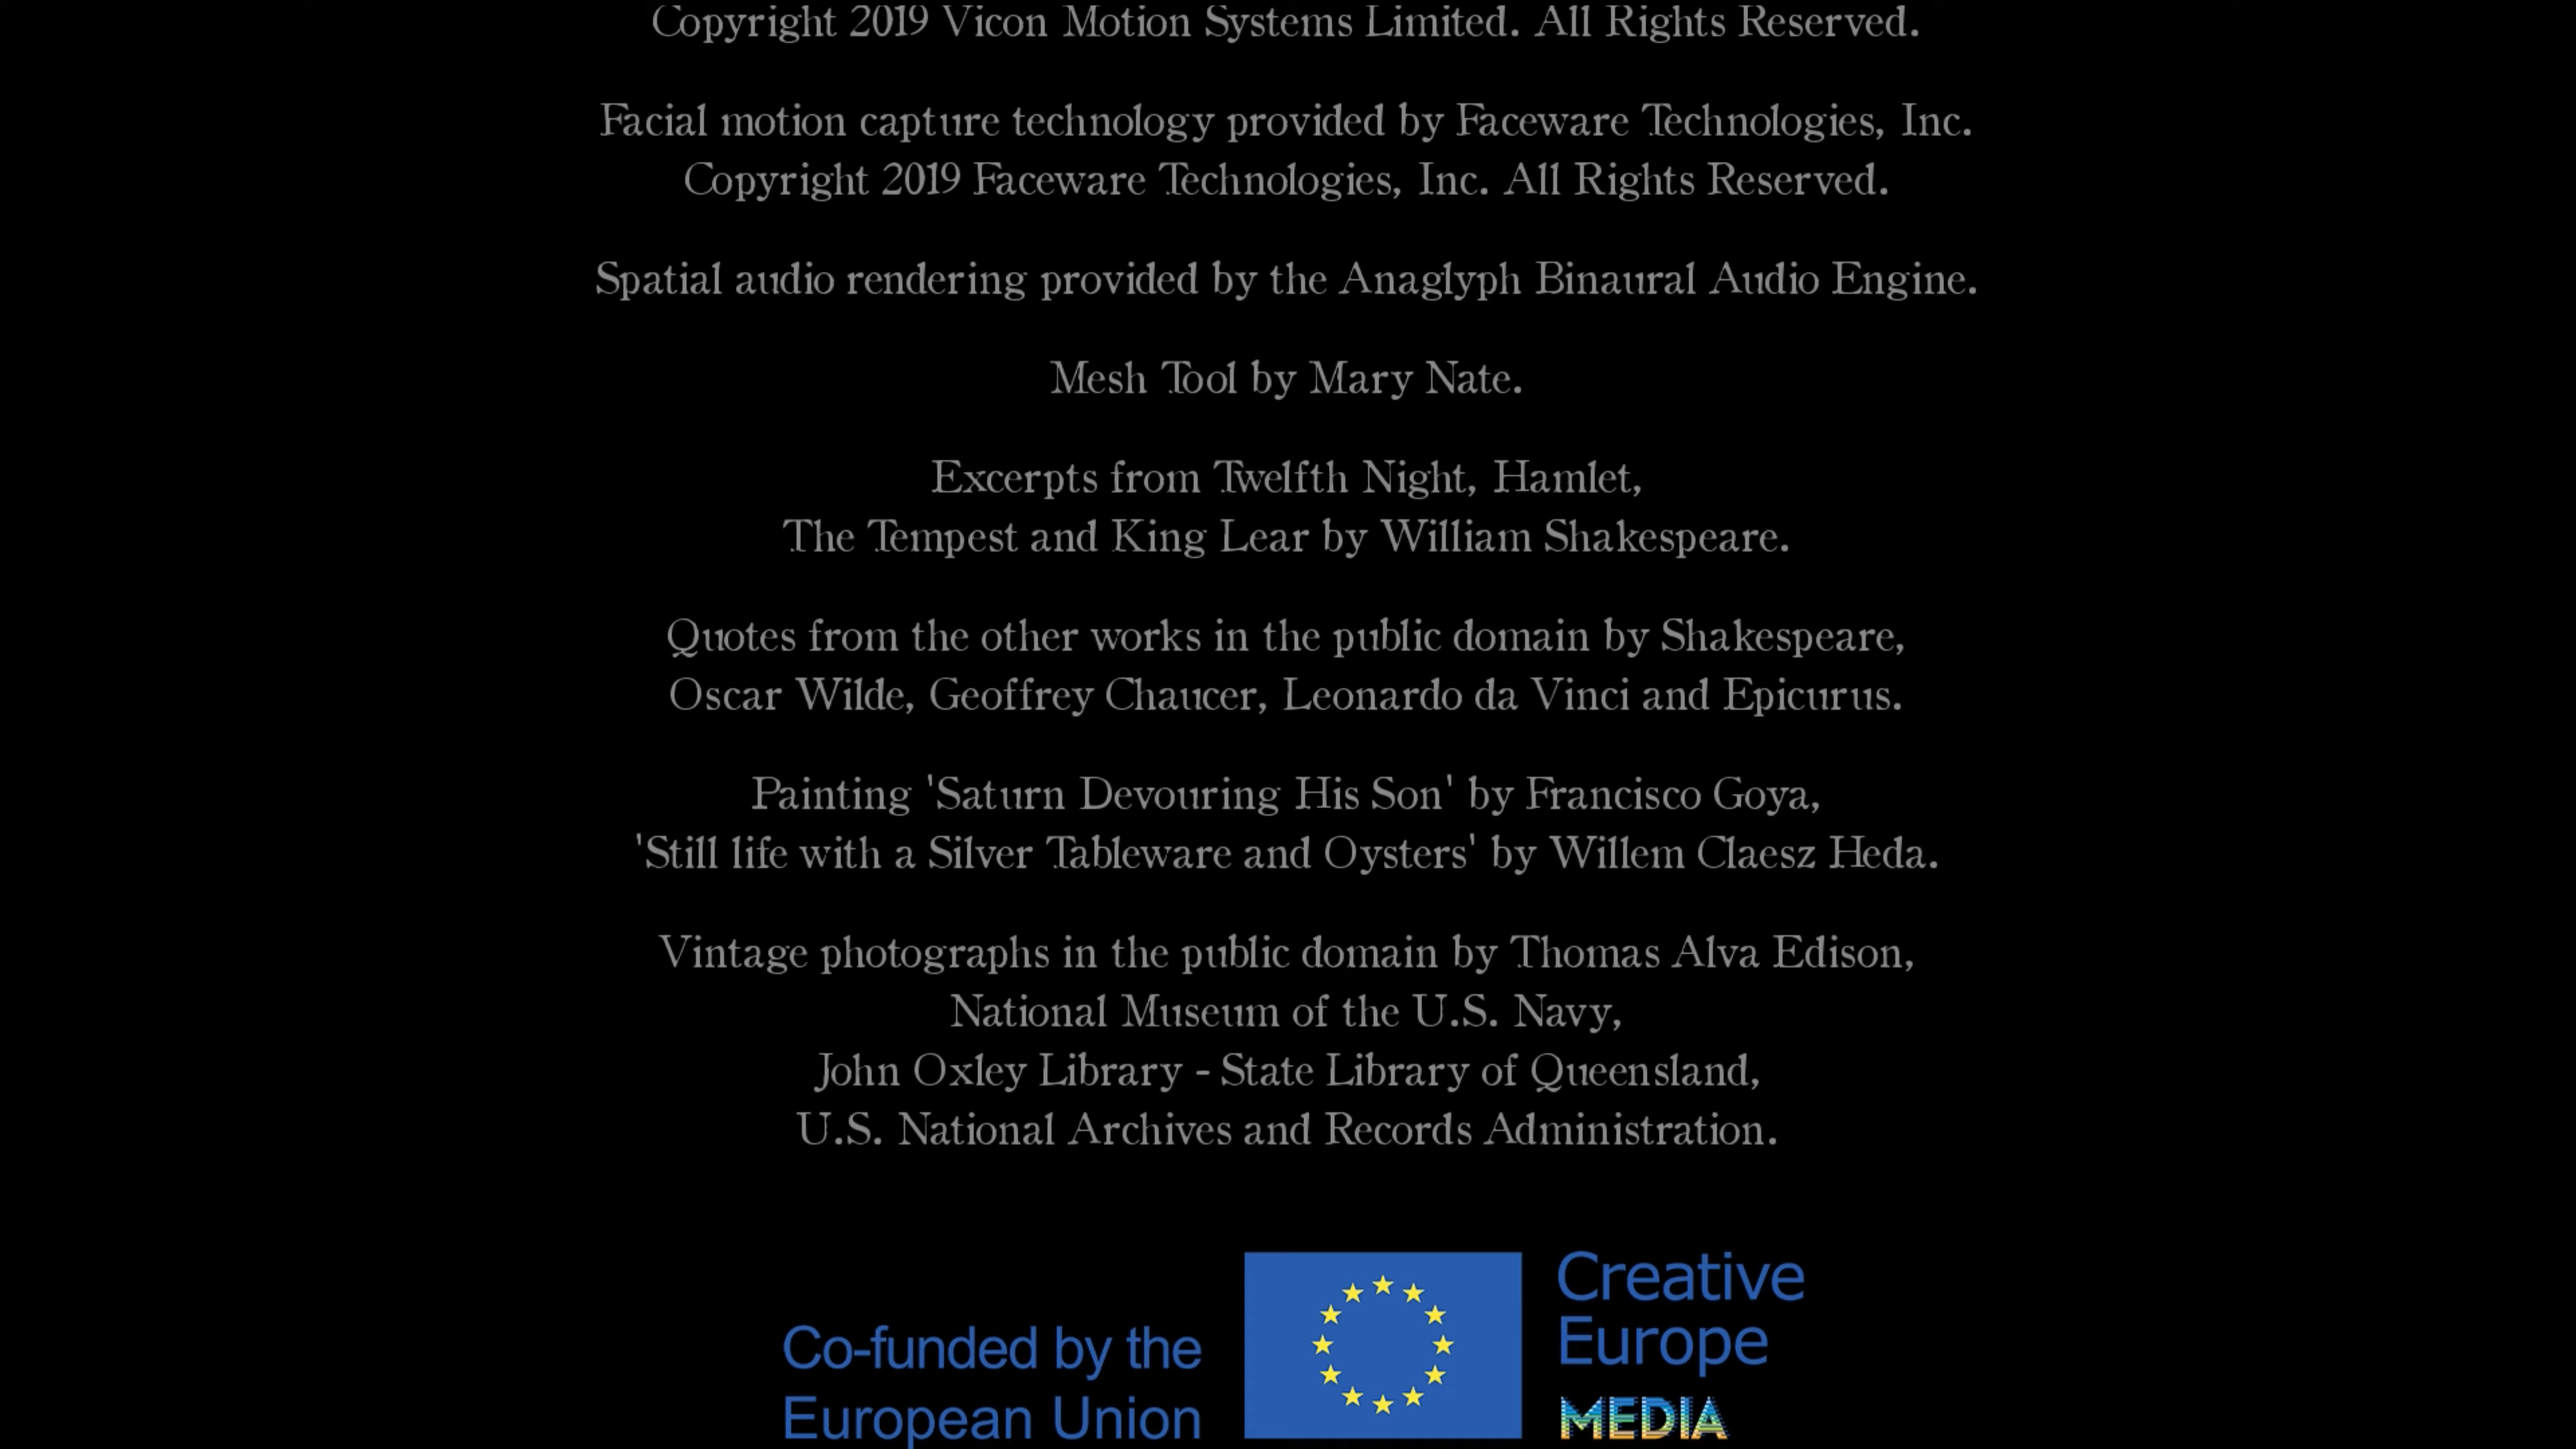 Copyright 2019 Vicon Motion Systems Limited. All Rights Reserved.
Facial motion capture technology provided by Faceware Technologies, Inc.
Copyright 2019 Faceware Technologies, Inc. All Rights Reserved.
Spatial audio rendering provided by the Anaglyph Binaural Audio Engine.
Mesh Tool by Mary Nate.
Excerpts from Twelfth Night, Hamlet,
The Tempest and King Lear by William Shakespeare.
Quotes from the other works in the public domain by Shakespeare,
Oscar Wilde, Geoffrey Chaucer, Leonardo da Vinci and Epicurus.
Painting 'Saturn Devouring His Son' by Francisco Goya,
'Still life with a Silver Tableware and Oysters' by Willem Claesz Heda.
Vintage photographs in the public domain by Thomas Alva Edison,
National Museum of the U.S. Navy,
John Oxley Library - State Library of Queensland,
U.S. National Archives and Records Administration.
Co-funded by the
European Union
Creative
Europe
MEDIA